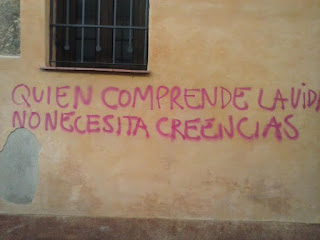 QUIEN COMPRENDE LA VIDA
NO NECESITA CREENCIAS